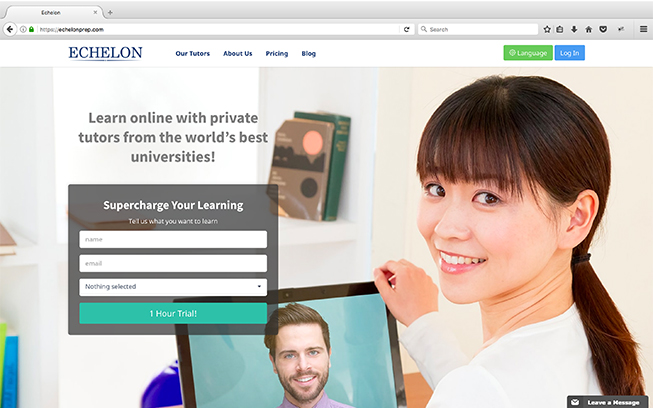 Echelon
https://echelonprep.com
Search
ECHELON
Our Tutors
About Us
Pricing
Blog
Language
Log In
Learn online with private
tutors from the world's best
universities!
Supercharge Your Learning
Tell us what you want to learn
name
email
Nothing selected
1 Hour Trial!
Leave a Message